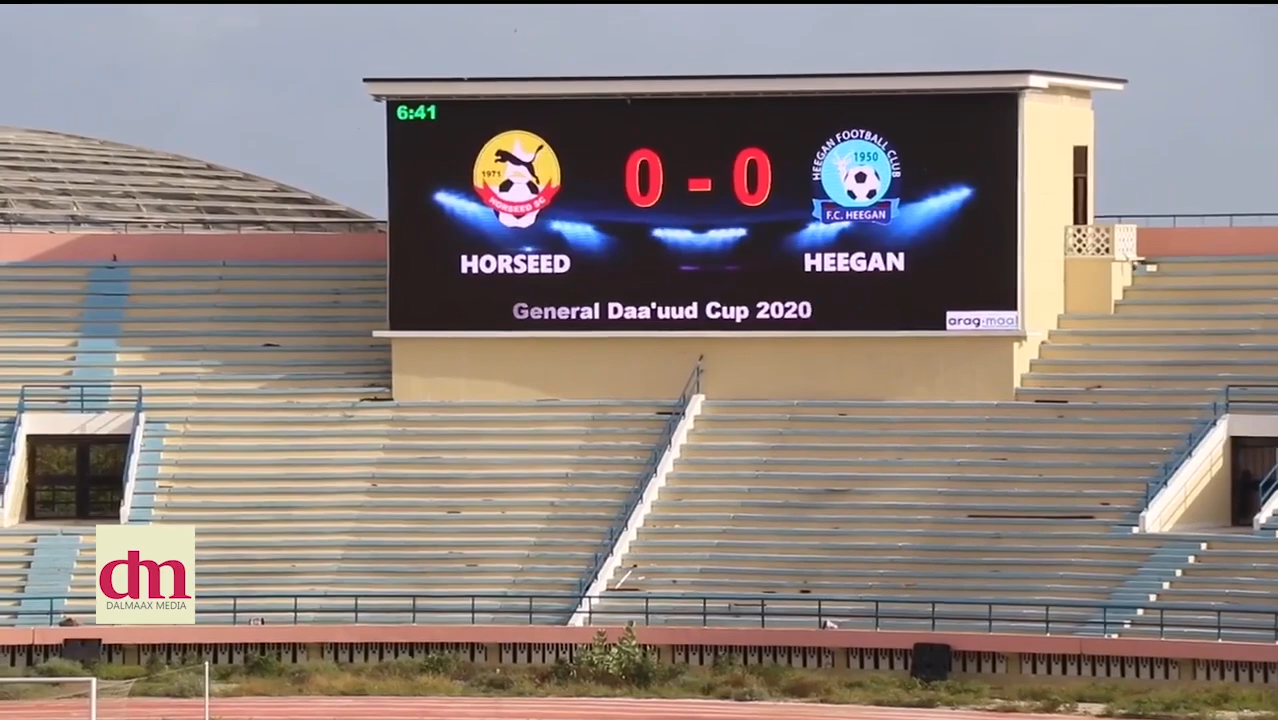 6:41
1971
HORSEED SC
0 - 0
HEEGAN FOOTBALL CLUB
1950
F.C. HEEGAN
HORSEED
HEEGAN
General Daa'uud Cup 2020
arag-maal
dm
DALMAAX MEDIA